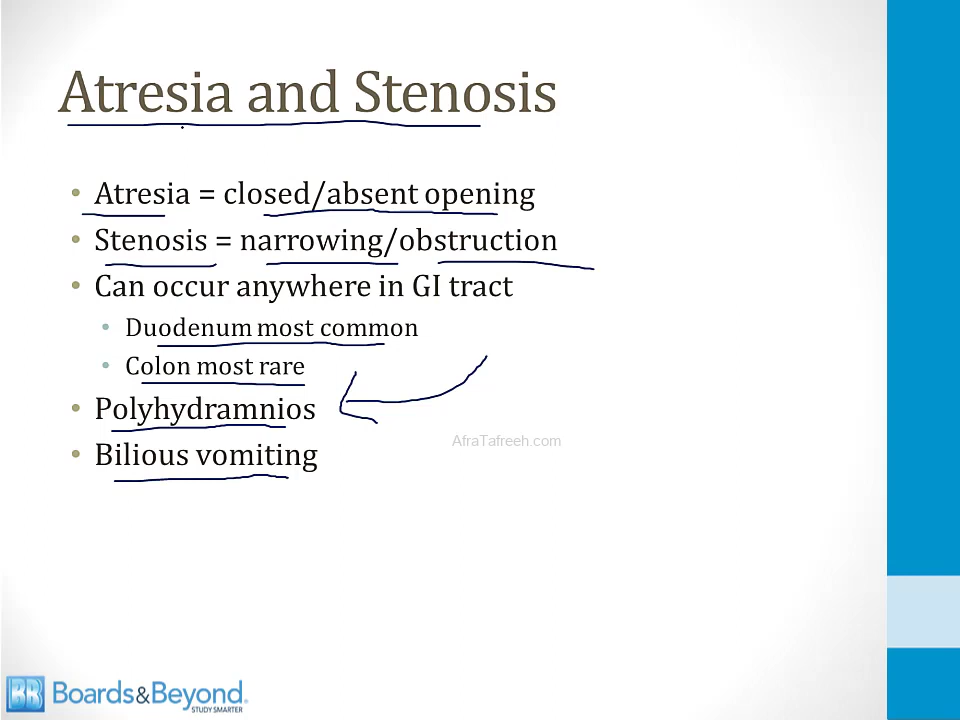 Atresia and Stenosis
• Atresia = closed/absent opening
• Stenosis = narrowing/obstruction
• Can occur anywhere in GI tract
• Duodenum most common
• Colon most rare
• Polyhydramnios
AfraTafreeh.com
• Bilious vomiting
BB Boards&Beyond.
STUDY SMARTER